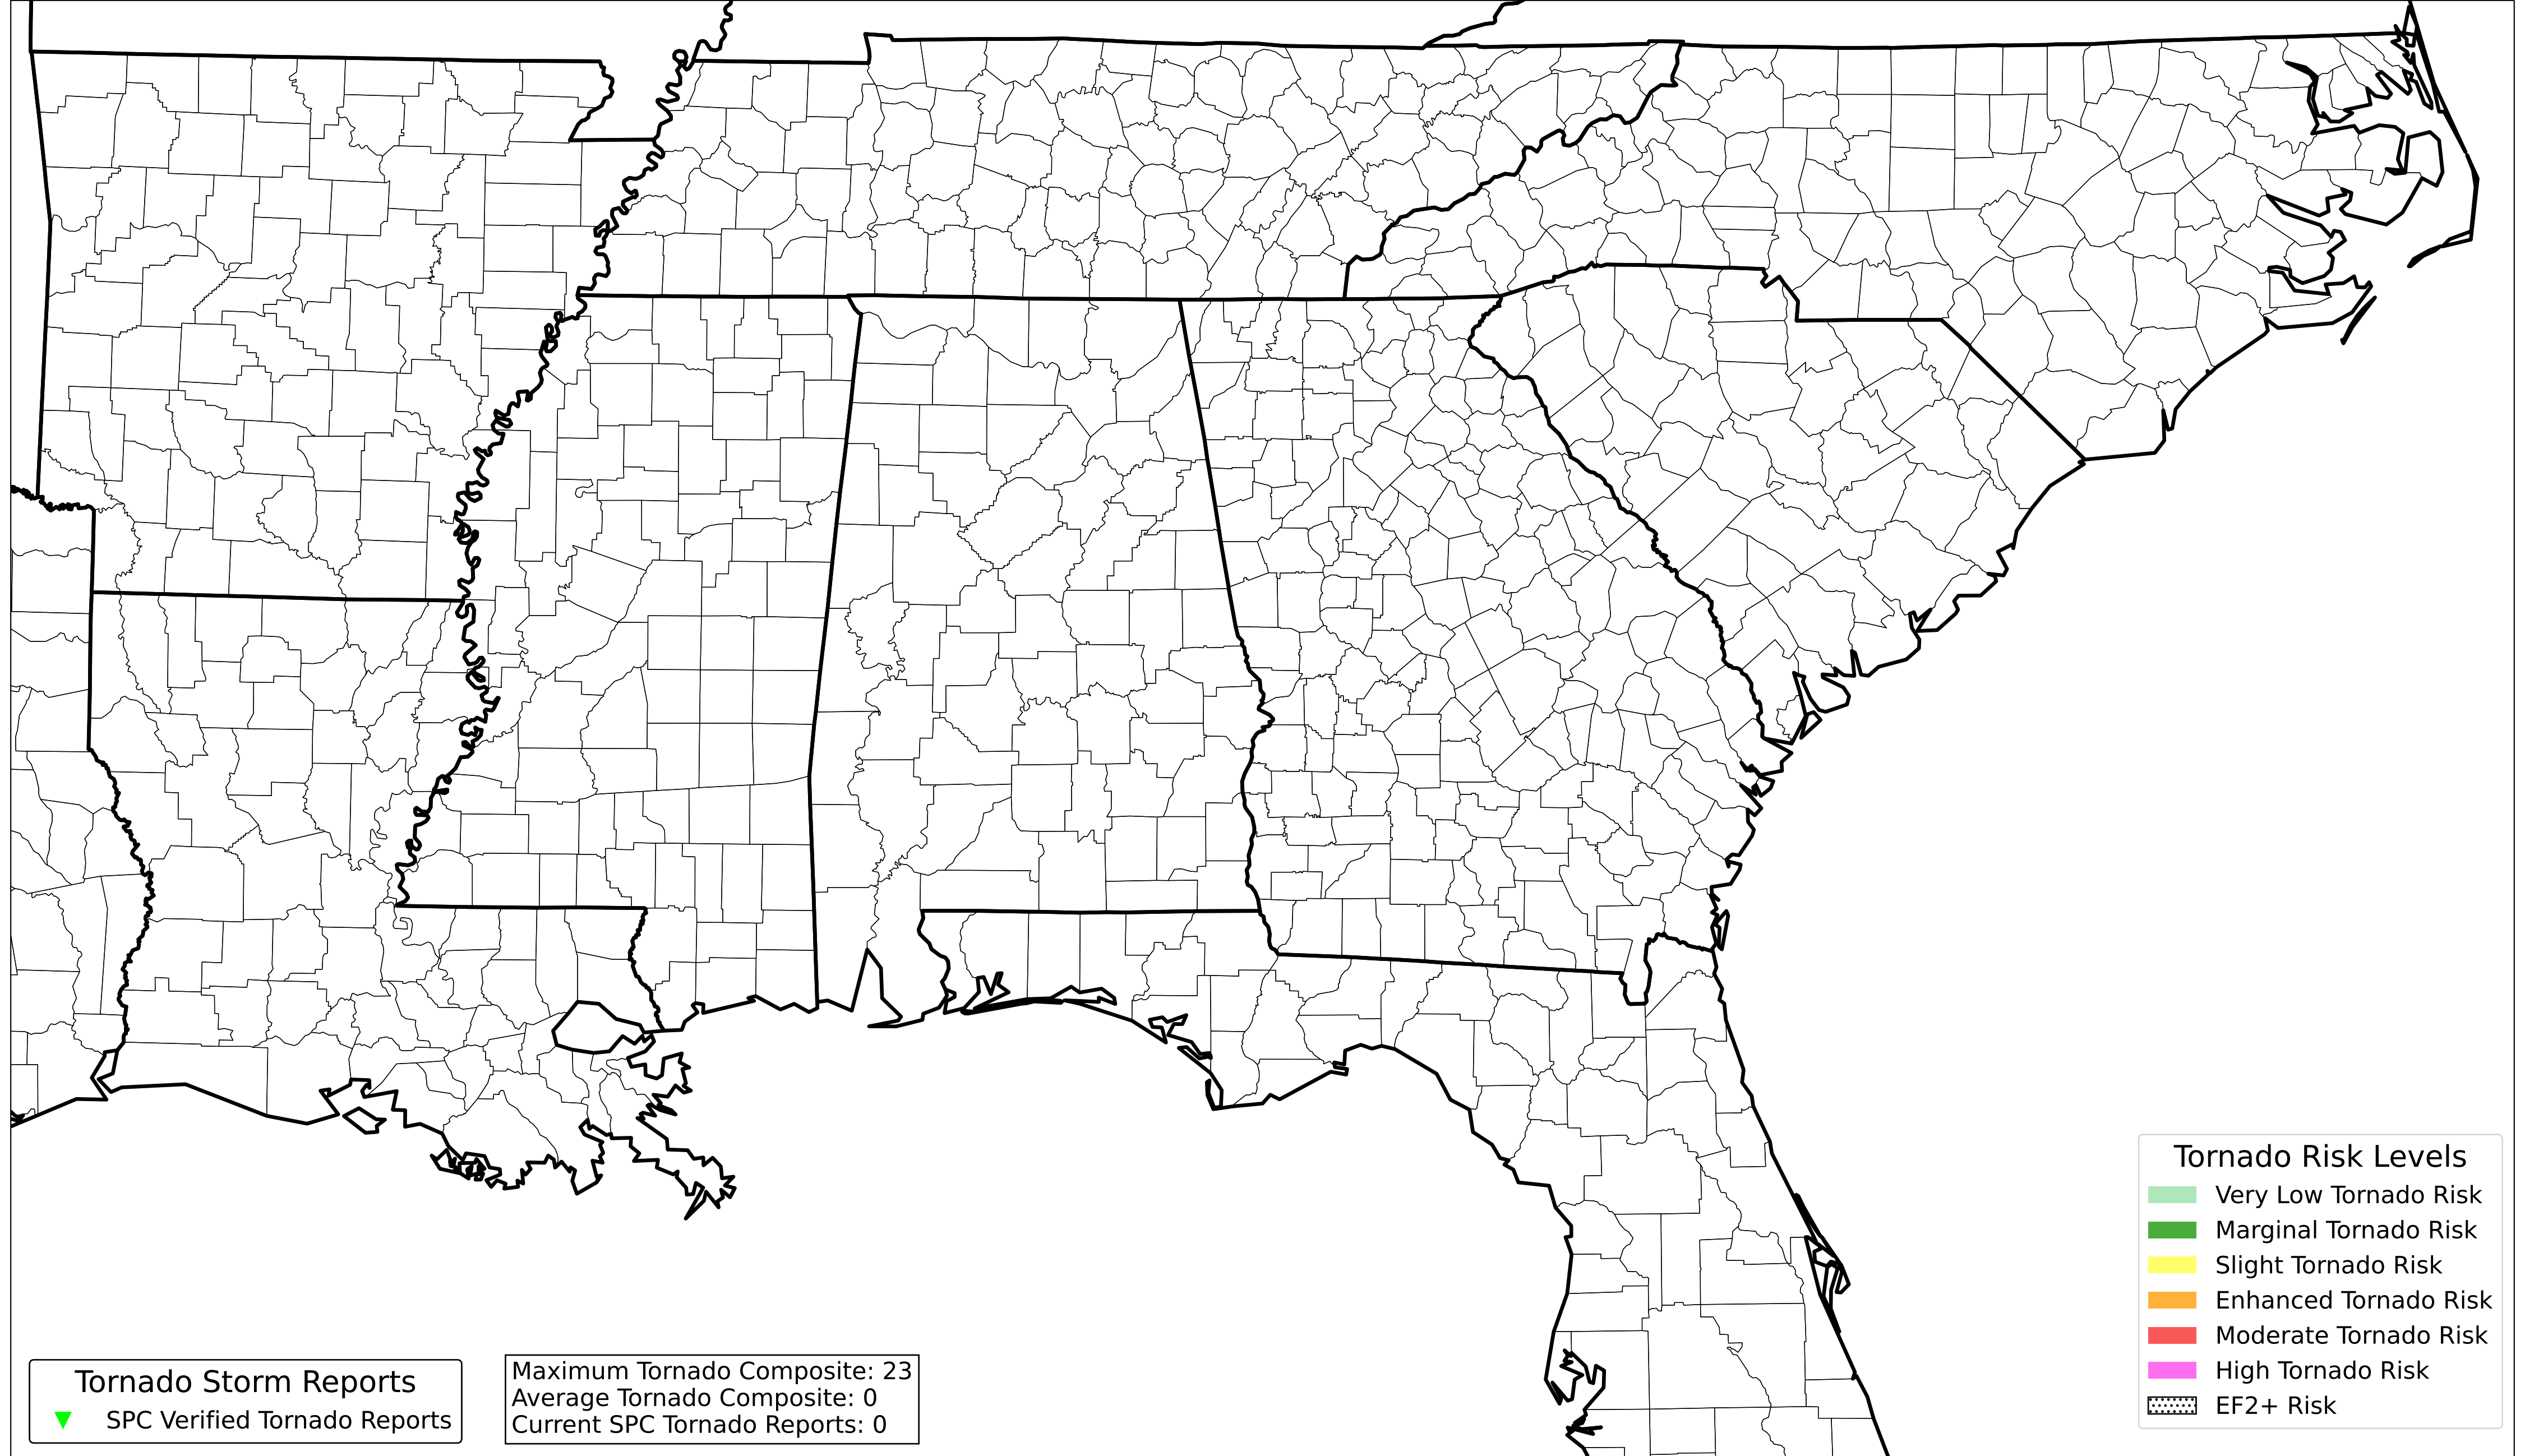 Tornado Risk Levels
Very Low Tornado Risk
Marginal Tornado Risk
Slight Tornado Risk
Enhanced Tornado Risk
Moderate Tornado Risk
High Tornado Risk
EF2+ Risk
Tornado Storm Reports
SPC Verified Tornado Reports
Maximum Tornado Composite: 23
Average Tornado Composite: 0
Current SPC Tornado Reports: 0